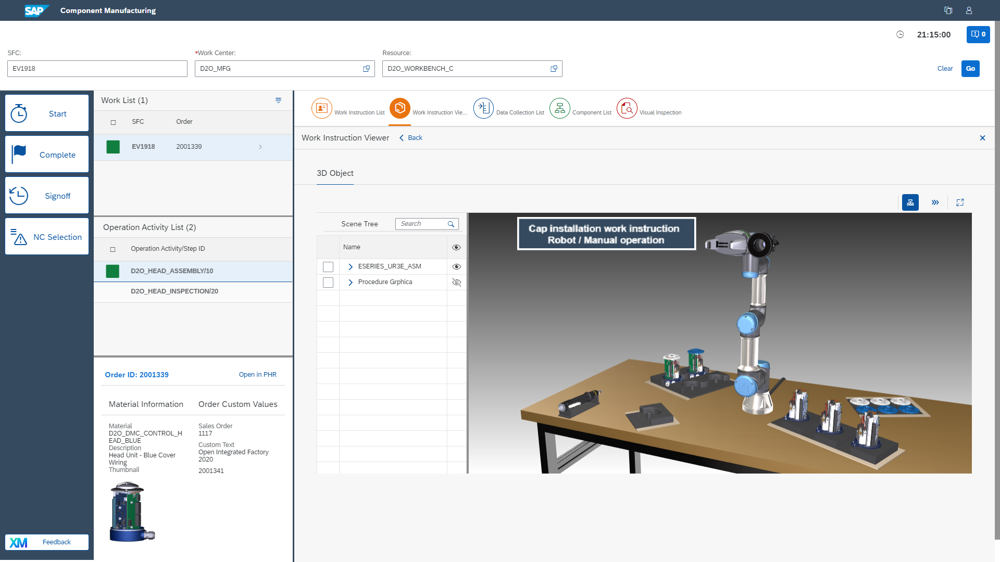 SAP Component Manufacturing
21:15:00
0
SFC:
*Work Center:
Resource:
EV1918
D2O_MFG
D2O_WORKBENCH_C
Clear
Go
Start
Complete
Signoff
NC Selection
XM Feedback
Work List (1)
SFC Order
EV1918 2001339
Operation Activity List (2)
Operation Activity/Step ID
D2O_HEAD_ASSEMBLY/10
D2O_HEAD_INSPECTION/20
Order ID: 2001339
Open in PHR
Material Information
Material
D2O_DMC_CONTROL_H
EAD_BLUE
Description
Head Unit - Blue Cover
Wiring
Thumbnail
Order Custom Values
Sales Order
1117
Custom Text
Open Integrated Factory
2020
2001341
Work Instruction List
Work Instruction Vie...
Data Collection List
Component List
Visual Inspection
Work Instruction Viewer
Back
3D Object
Scene Tree
Search
Name
ESERIES_UR3E_ASM
Procedure Grphica
Cap installation work instruction
Robot / Manual operation